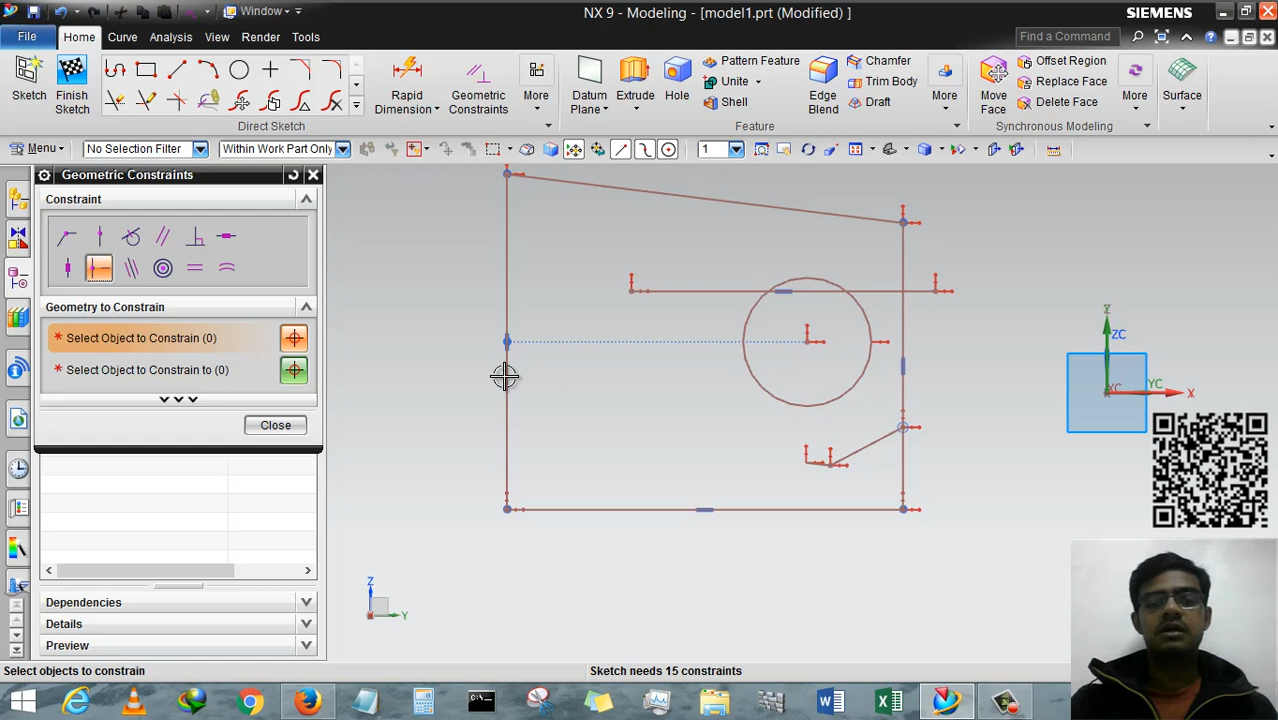 Window
NX 9 - Modeling - [model1.prt (Modified) ]
SIEMENS
File
Home
Curve
Analysis
View
Render
Tools
Find a Command
Sketch
Finish
Sketch
Rapid
Dimension
Geometric
Constraints
More
Datum
Plane
Extrude
Hole
Pattern Feature
Unite
Shell
Edge
Blend
Chamfer
Trim Body
Draft
More
Move
Face
Offset Region
Replace Face
Delete Face
More
Surface
Direct Sketch
Feature
Synchronous Modeling
Menu
No Selection Filter
Within Work Part Only
1
Geometric Constraints
Constraint
Geometry to Constrain
* Select Object to Constrain (0)
* Select Object to Constrain to (0)
Close
Dependencies
Details
Preview
Z
ZC
XC
YC
X
Z
X
Y
Select objects to constrain
Sketch needs 15 constraints